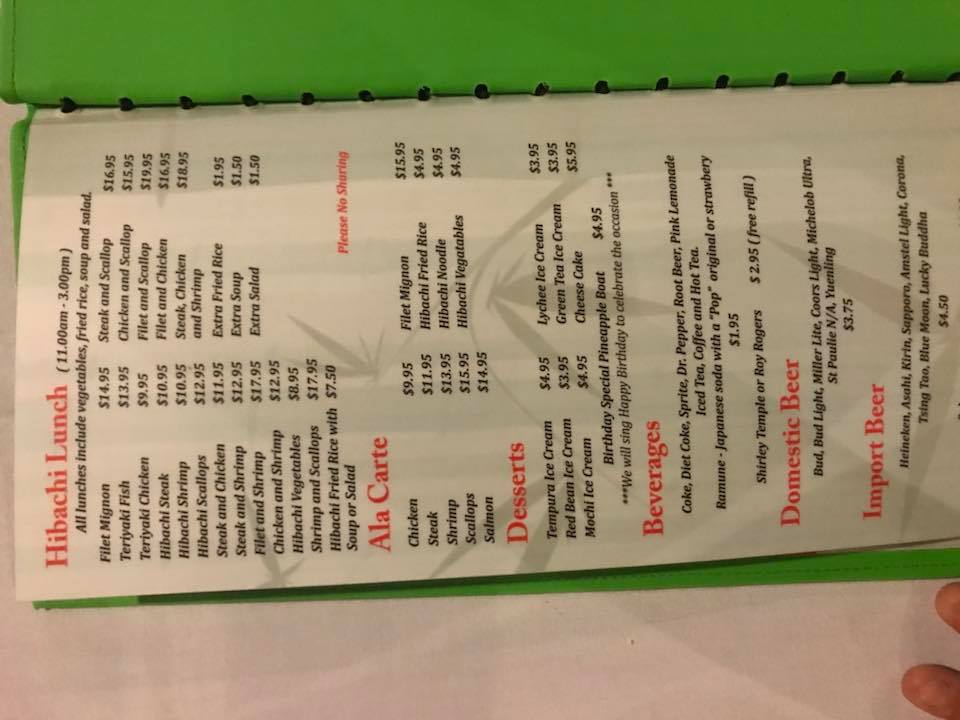 Hibachi Lunch ( 11.00am - 3.00pm )
All lunches include vegetables, fried rice, soup and salad.
Filet Mignon $14.95
Teriyaki Fish $13.95
Teriyaki Chicken $9.95
Hibachi Steak $10.95
Hibachi Shrimp $10.95
Hibachi Scallops $12.95
Steak and Chicken $11.95
Steak and Shrimp $12.95
Filet and Shrimp $17.95
Chicken and Shrimp $12.95
Hibachi Vegetables $8.95
Shrimp and Scallops $17.95
Hibachi Fried Rice with $7.50
Soup or Salad
Steak and Scallop $16.95
Chicken and Scallop $15.95
Filet and Scallop $19.95
Filet and Chicken $16.95
Steak, Chicken $18.95
and Shrimp
Extra Fried Rice $1.95
Extra Soup $1.50
Extra Salad $1.50
Please No Sharing
Ala Carte
Chicken $9.95
Steak $11.95
Shrimp $13.95
Scallops $15.95
Salmon $14.95
Filet Mignon $15.95
Hibachi Fried Rice $4.95
Hibachi Noodle $4.95
Hibachi Vegatables $4.95
Desserts
Tempura Ice Cream $4.95
Red Bean Ice Cream $3.95
Mochi Ice Cream $4.95
Lychee Ice Cream $3.95
Green Tea Ice Cream $3.95
Cheese Cake $5.95
Birthday Special Pineapple Boat $4.95
***We will sing Happy Birthday to celebrate the occasion ***
Beverages
Coke, Diet Coke, Sprite, Dr. Pepper, Root Beer, Pink Lemonade
Iced Tea, Coffee and Hot Tea.
Ramune - Japanese soda with a "Pop" original or strawbery
$1.95
Shirley Temple or Roy Rogers $ 2.95 ( free refill )
Domestic Beer
Bud, Bud Light, Miller Lite, Coors Light, Michelob Ultra,
St Paulie N/A, Yuenling
$3.75
Import Beer
Heineken, Asahi, Kirin, Sapporo, Amstel Light, Corona,
Tsing Tao, Blue Moon, Lucky Buddha
$4.50